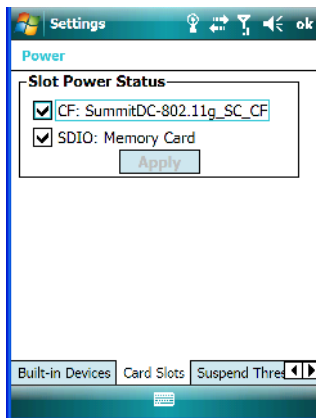 Settings ok
Power
Slot Power Status
CF: SummitDC-802.11g_SC_CF
SDIO: Memory Card
Apply
Built-in Devices Card Slots Suspend Thres